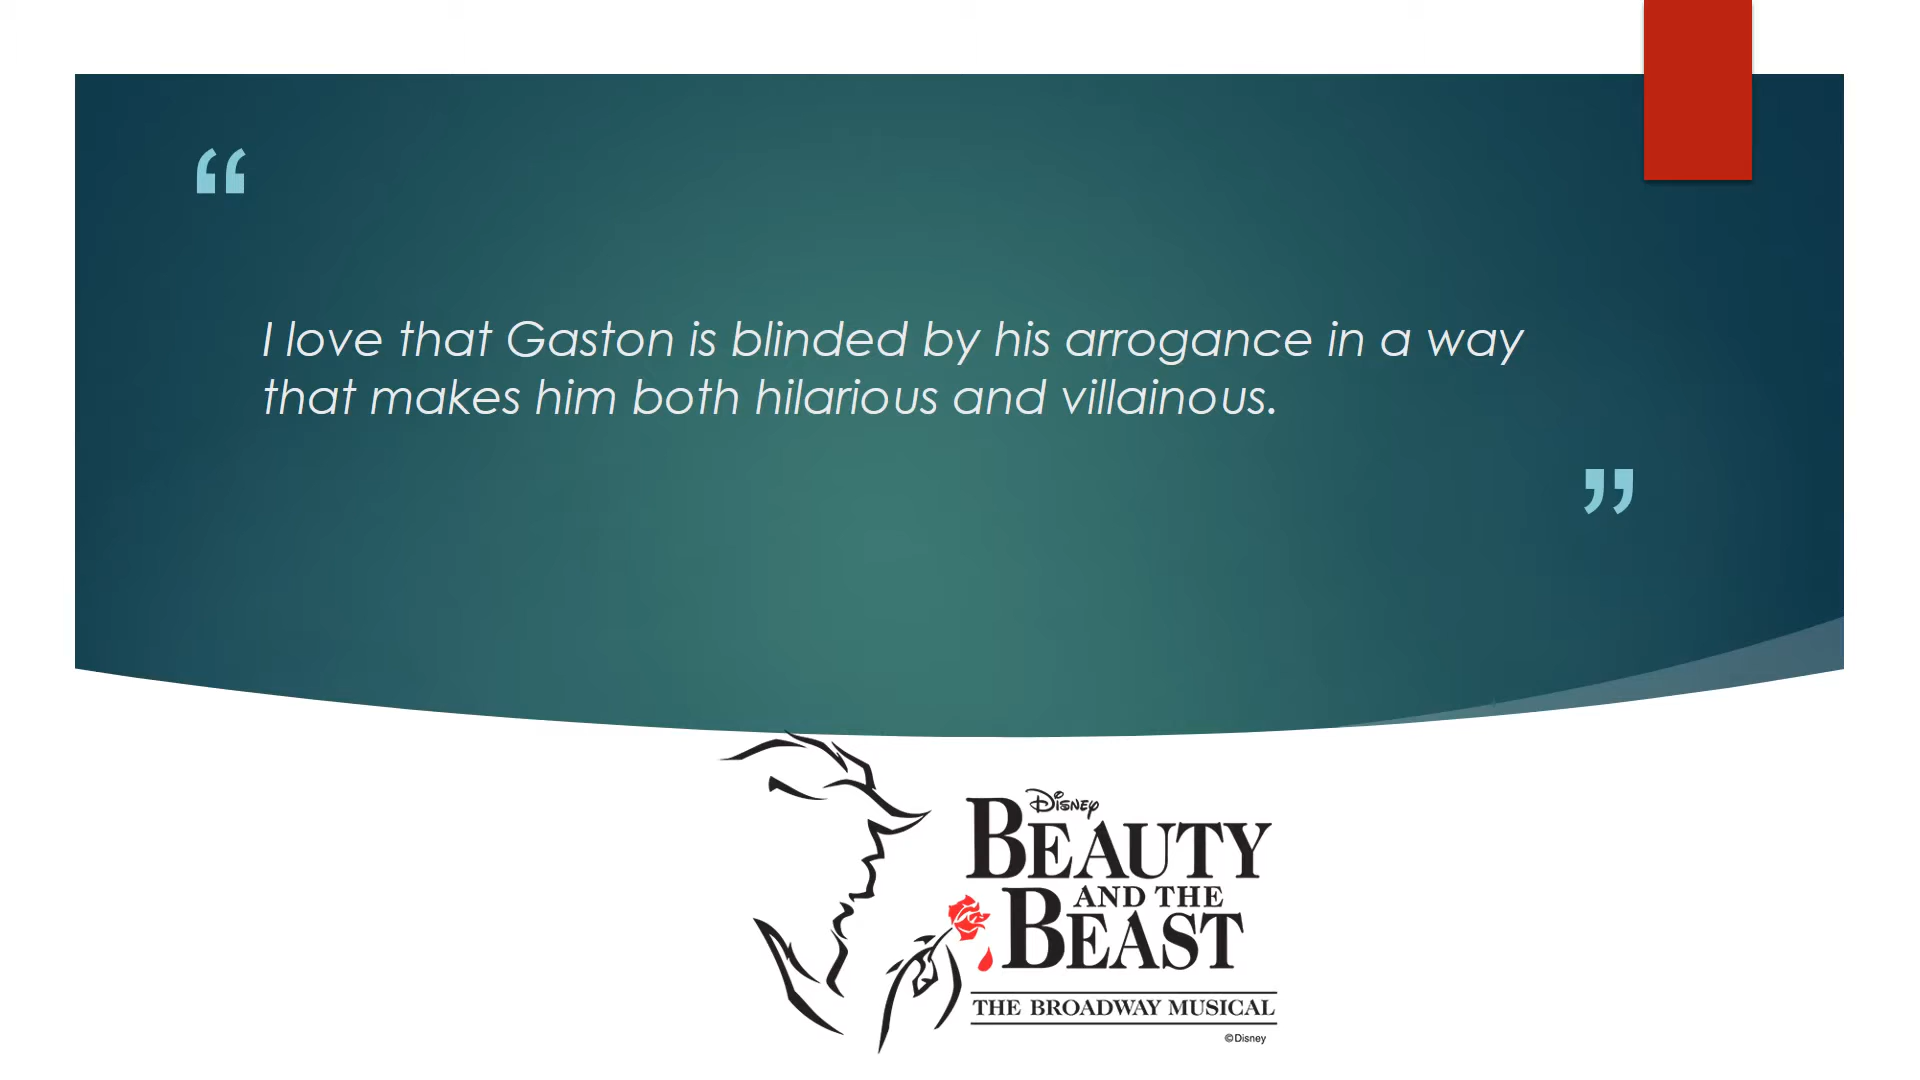 “
I love that Gaston is blinded by his arrogance in a way
that makes him both hilarious and villainous.
”
Disney
BEAUTY
AND THE
BEAST
THE BROADWAY MUSICAL
©Disney